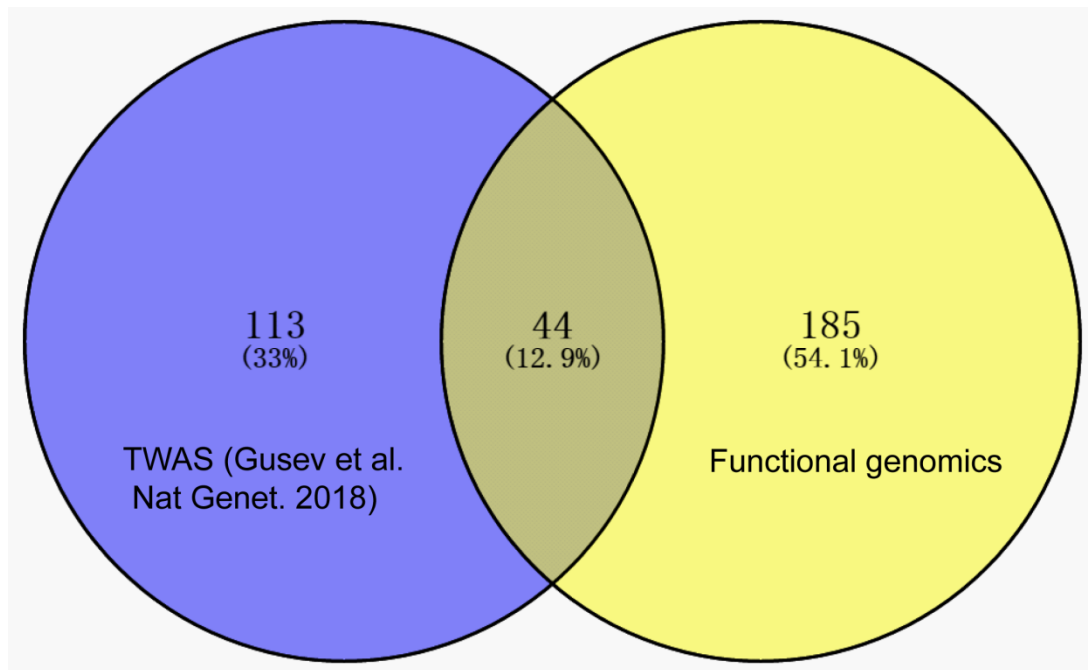 113
(33%)
44
(12.9%)
185
(54.1%)
TWAS (Gusev et al.
Nat Genet. 2018)
Functional genomics